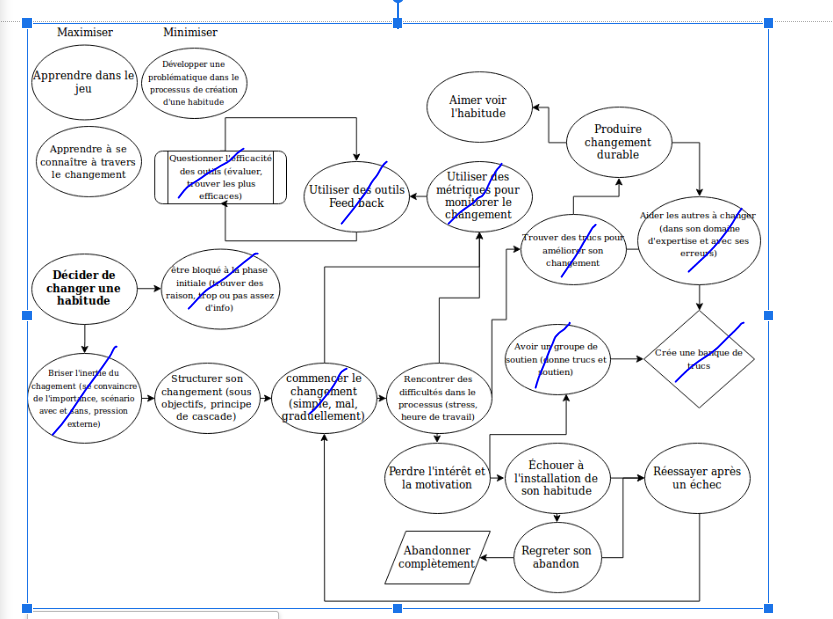 Maximiser
Minimiser
Apprendre dans le
jeu
Développer une
problématique dans le
processus de création
d'une habitude
Apprendre à se
connaître à travers
le changement
Questionner l'efficacité
des outils (évaluer,
trouver les plus
efficaces)
Utiliser des outils
Feed back
Utiliser des
métriques pour
monitorer le
changement
Aimer voir
l'habitude
Produire
changement
durable
Trouver des trucs pour
améliorer son
changement
Aider les autres à changer
(dans son domaine
d'expertise et avec ses
erreurs)
Décider de
changer une
habitude
être bloqué à la phase
initiale (trouver des
raison, trop ou pas assez
d'info)
Avoir un groupe de
soutien (donne trucs et
soutien)
Crée une banque de
trucs
Briser l'inertie du
chagement (se convaincre
de l'importance, scénario
avec et sans, pression
externe)
Structurer son
changement (sous
objectifs, principe
de cascade)
commencer le
changement
(simple, mal,
graduellement)
Rencontrer des
difficultés dans le
processus (stress,
heure de travail)
Perdre l'intérêt et
la motivation
Échouer à
l'installation de
son habitude
Réessayer après
un échec
Abandonner
complètement
Regreter son
abandon